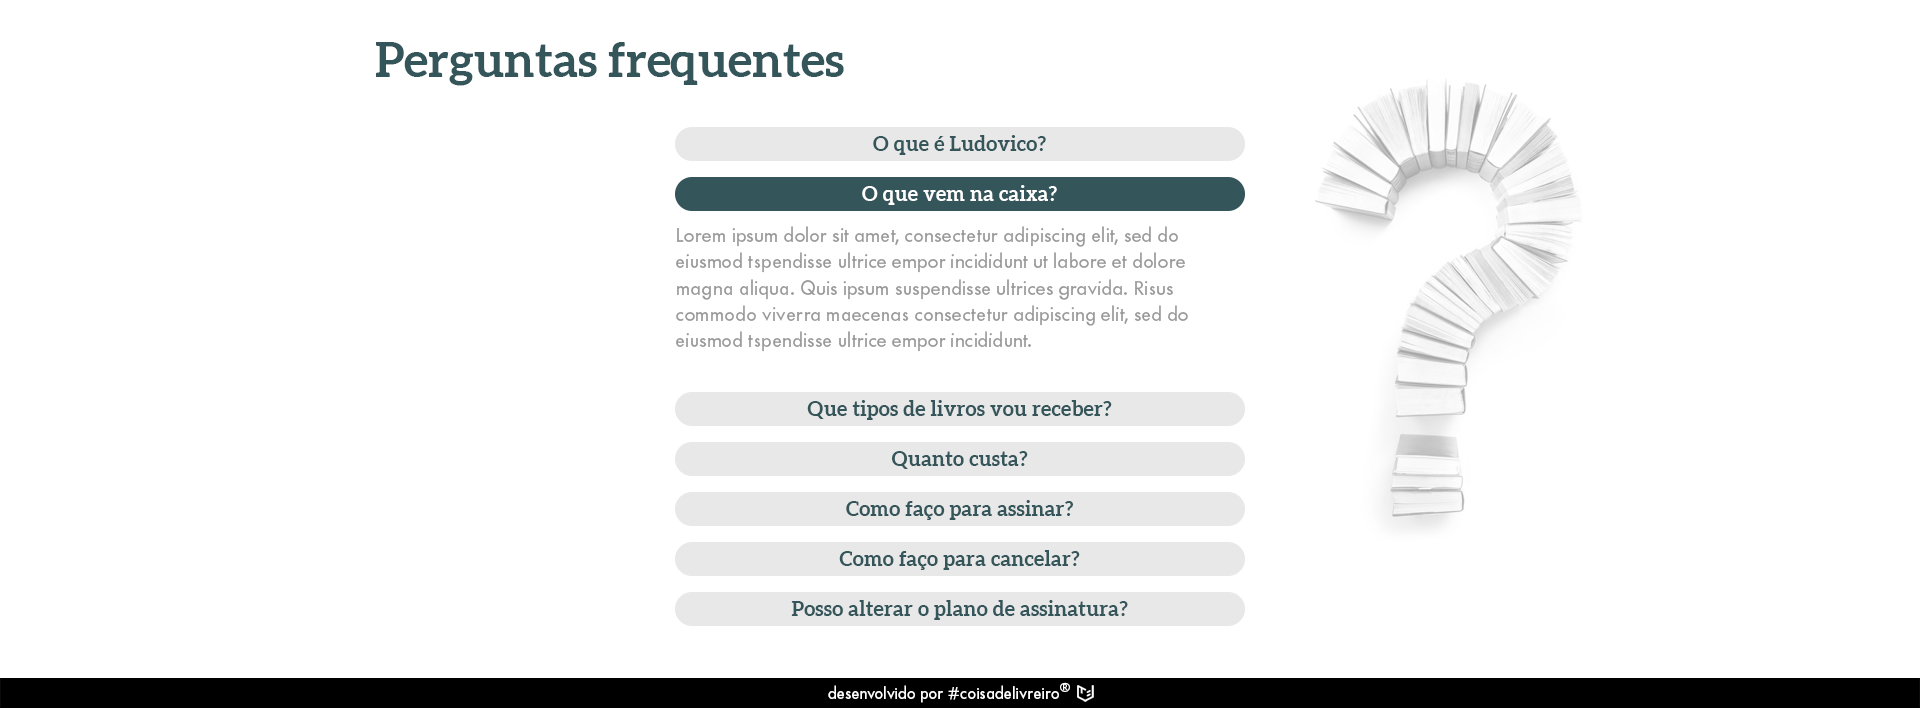 Perguntas frequentes
O que é Ludovico?
O que vem na caixa?
Lorem ipsum dolor sit amet, consectetur adipiscing elit, sed do
eiusmod tspendisse ultrice empor incididunt ut labore et dolore
magna aliqua. Quis ipsum suspendisse ultrices gravida. Risus
commodo viverra maecenas consectetur adipiscing elit, sed do
eiusmod tspendisse ultrice empor incididunt.
Que tipos de livros vou receber?
Quanto custa?
Como faço para assinar?
Como faço para cancelar?
Posso alterar o plano de assinatura?
desenvolvido por #coisadelivreiro®